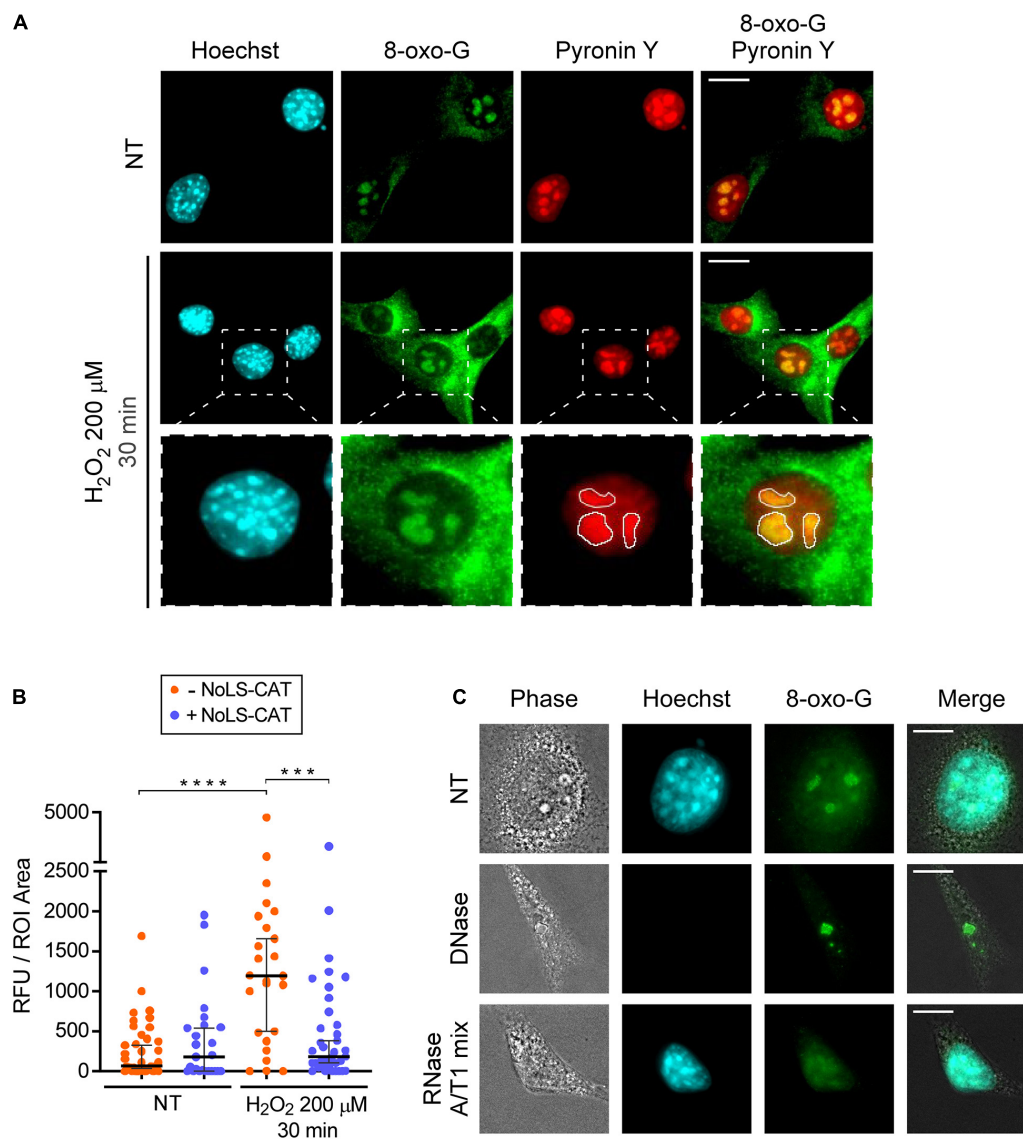 A
Hoechst
8-oxo-G
Pyronin Y
8-oxo-G
Pyronin Y
NT
H₂O₂ 200 µM
30 min
B
- NoLS-CAT
+ NoLS-CAT
****
***
RFU / ROI Area
5000
2500
2000
1500
1000
500
0
NT
H₂O₂ 200 µM
30 min
C
Phase
Hoechst
8-oxo-G
Merge
NT
DNase
RNase
A/T1 mix